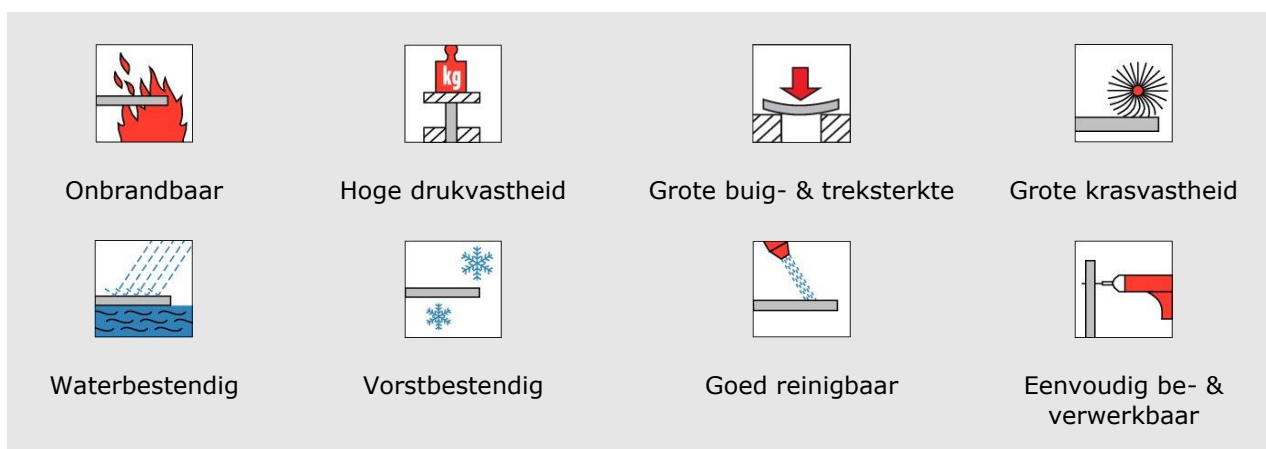 kg
Onbrandbaar
Hoge drukvastheid
Grote buig- & treksterkte
Grote krasvastheid
Waterbestendig
Vorstbestendig
Goed reinigbaar
Eenvoudig be- &
verwerkbaar